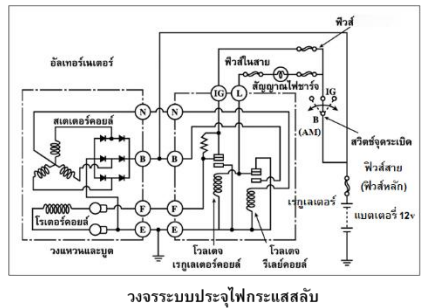 ฟิวส์
อัลเทอร์เนเตอร์
ฟิวส์ในสาย
สัญญาณไฟชาร์จ
IG L
N N
IG
B
(AM)
สเตเตอร์คอยล์
สวิตช์จุดระเบิด
B B
ฟิวส์สาย
(ฟิวส์หลัก)
เรกูเลเตอร์
แบตเตอรี่ 12v
F F
โรเตอร์คอยล์
E E
วงแหวนและบูต
โวลเตจ
เรกูเลเตอร์คอยล์
โวลเตจ
รีเลย์คอยล์
วงจรระบบประจุไฟกระแสสลับ